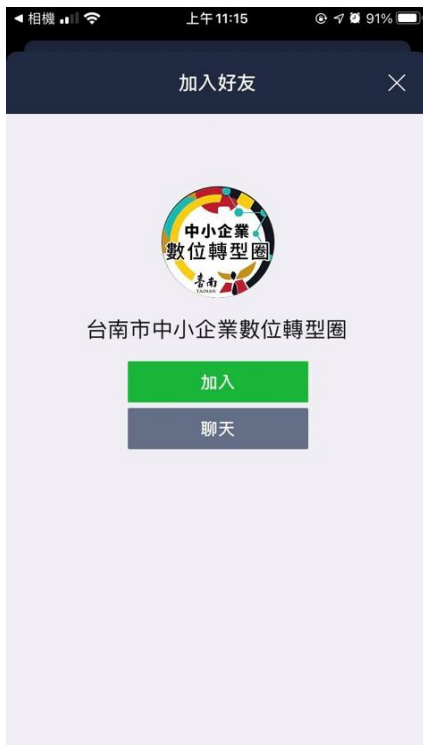 相機
上午11:15
91%
加入好友
中小企業
數位轉型圈
臺南
TAINAN
台南市中小企業數位轉型圈
加入
聊天